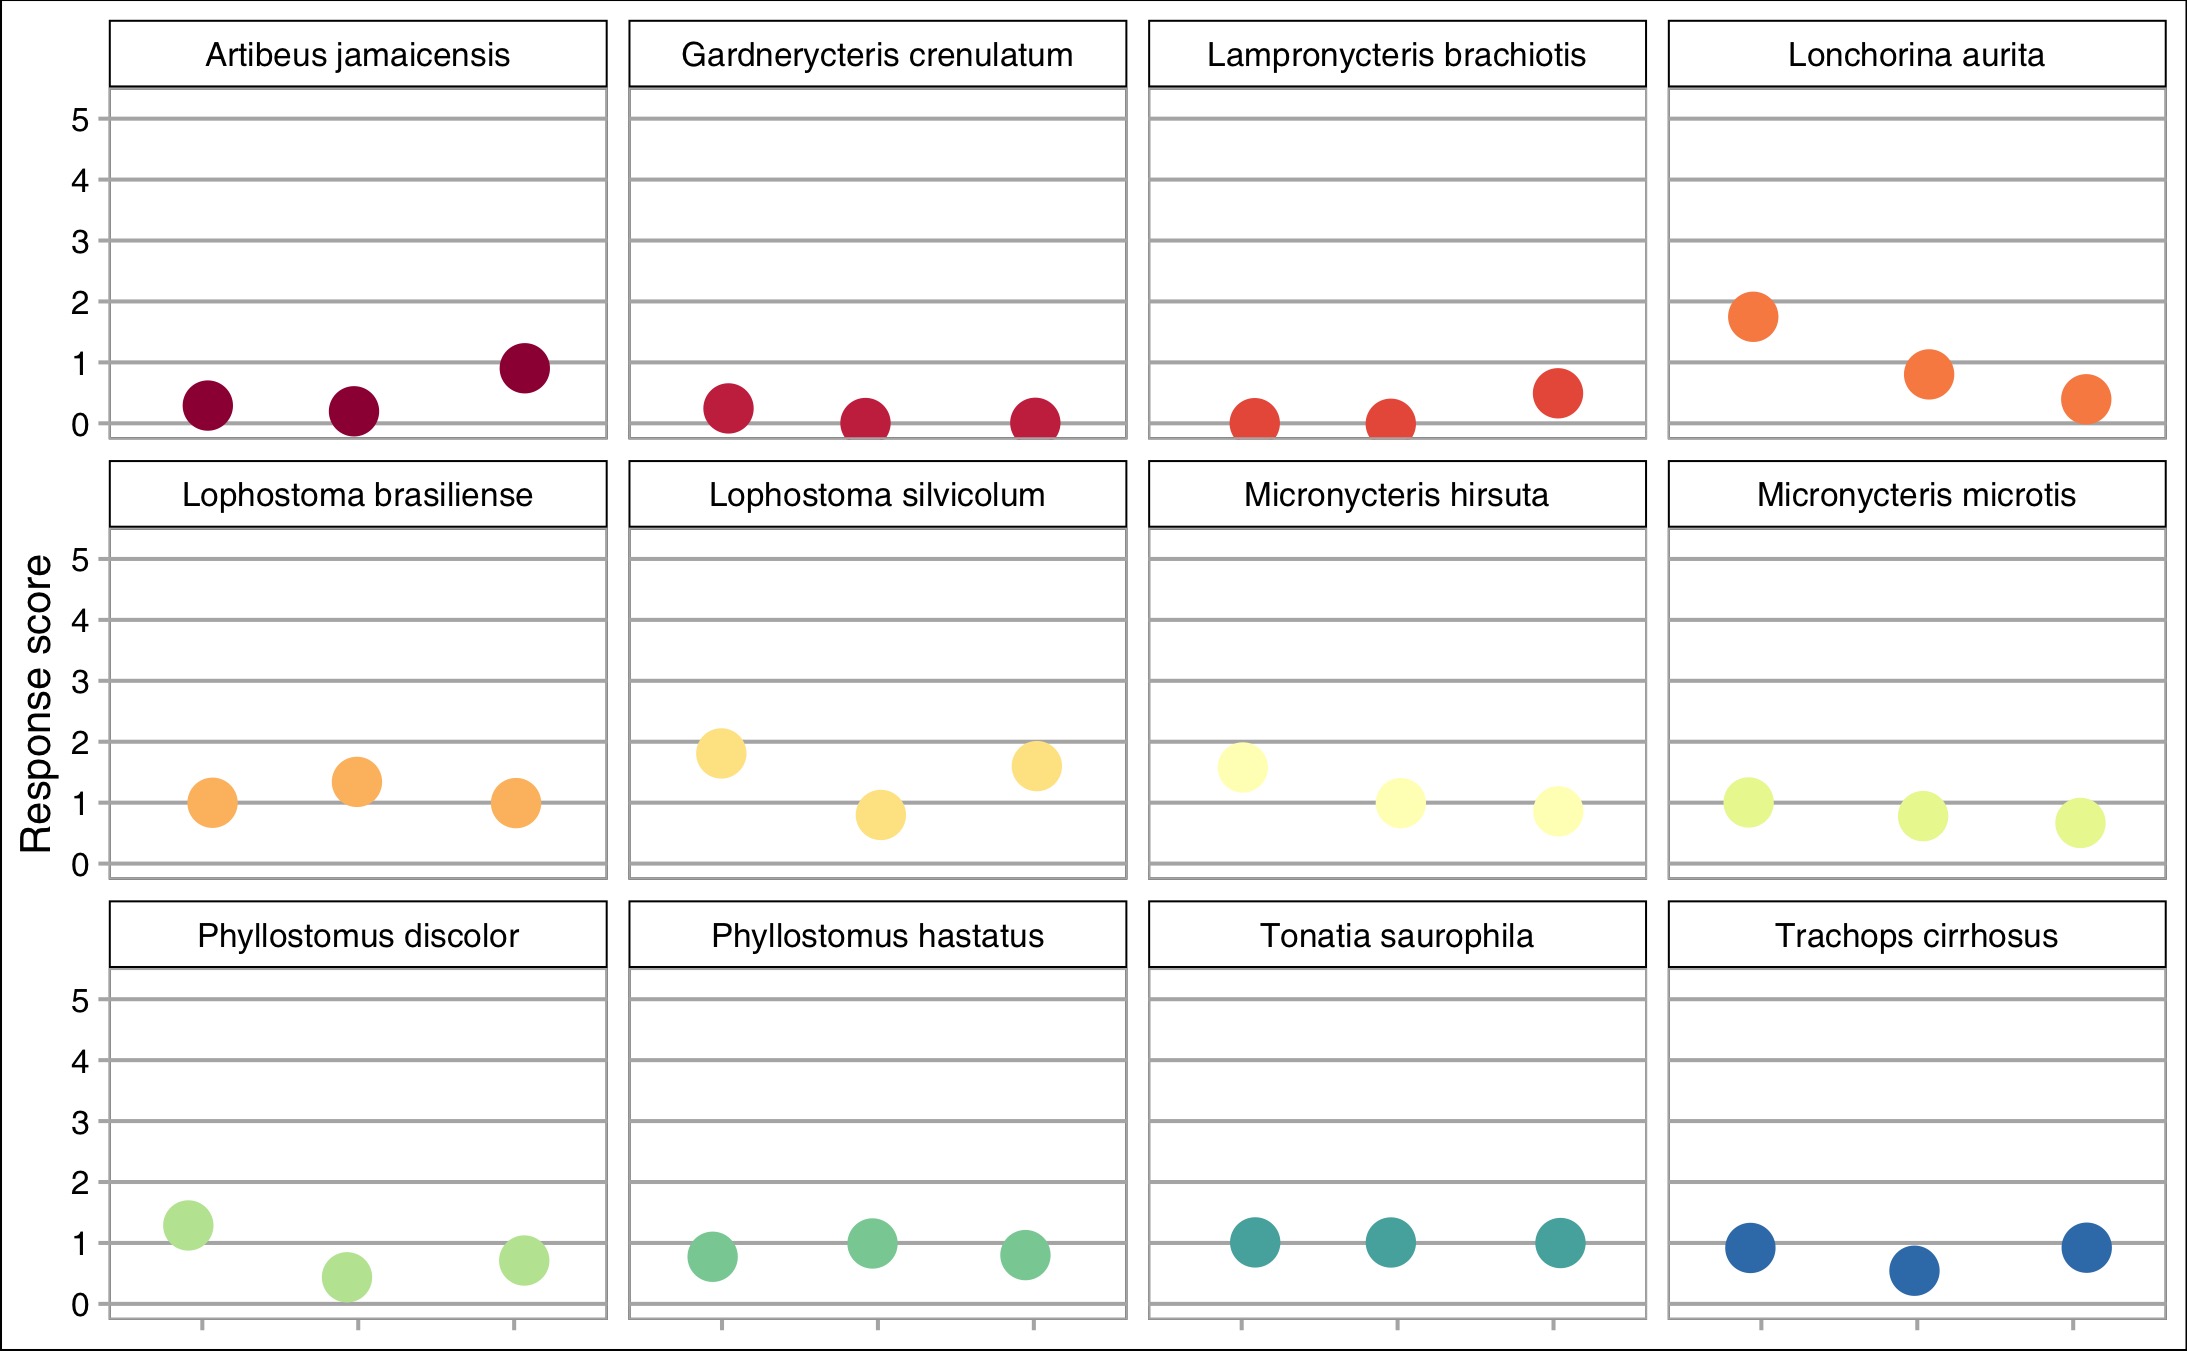 Artibeus jamaicensis
Gardnerycteris crenulatum
Lampronycteris brachiotis
Lonchorina aurita
5
4
3
2
1
0
Lophostoma brasiliense
Lophostoma silvicolum
Micronycteris hirsuta
Micronycteris microtis
Response score
5
4
3
2
1
0
Phyllostomus discolor
Phyllostomus hastatus
Tonatia saurophila
Trachops cirrhosus
5
4
3
2
1
0